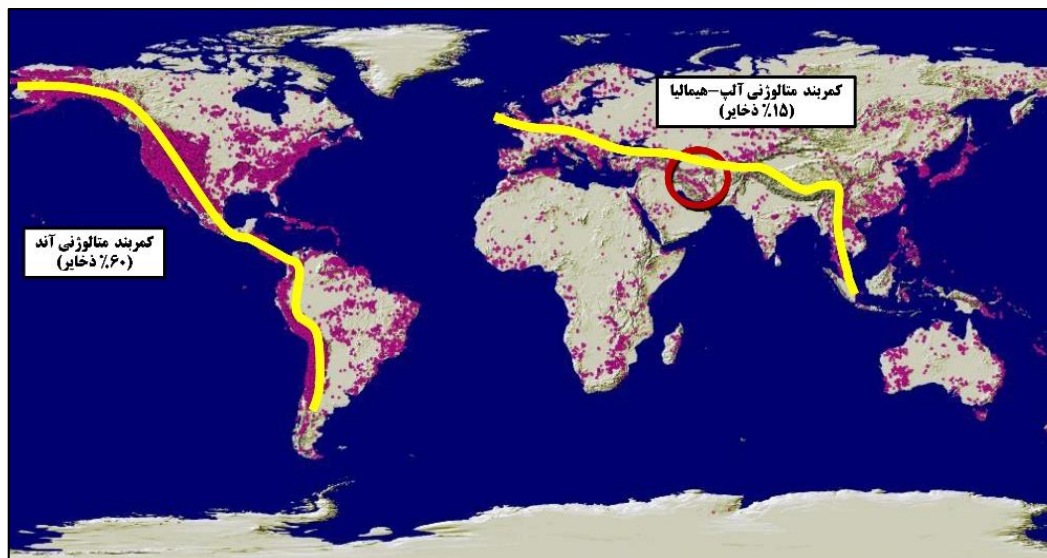 کمربند متالوژنی آلپ–هیمالیا
(۱۵٪ ذخایر)
کمربند متالوژنی آند
(۶۰٪ ذخایر)